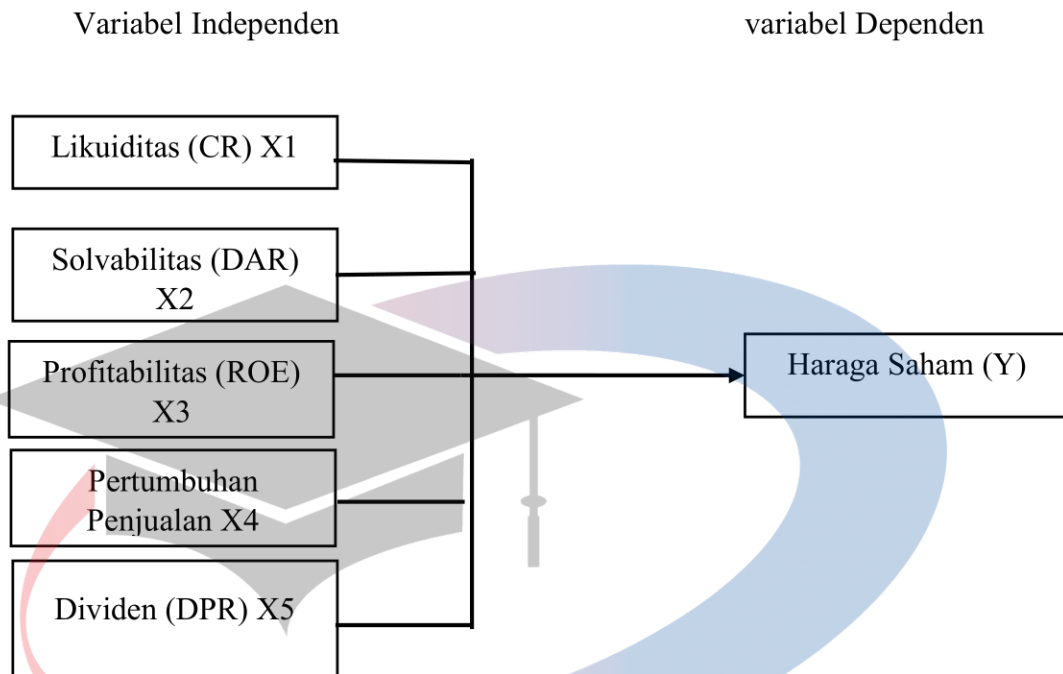 Variabel Independen
variabel Dependen
Likuiditas (CR) X1
Solvabilitas (DAR)
X2
Profitabilitas (ROE)
X3
Haraga Saham (Y)
Pertumbuhan
Penjualan X4
Dividen (DPR) X5